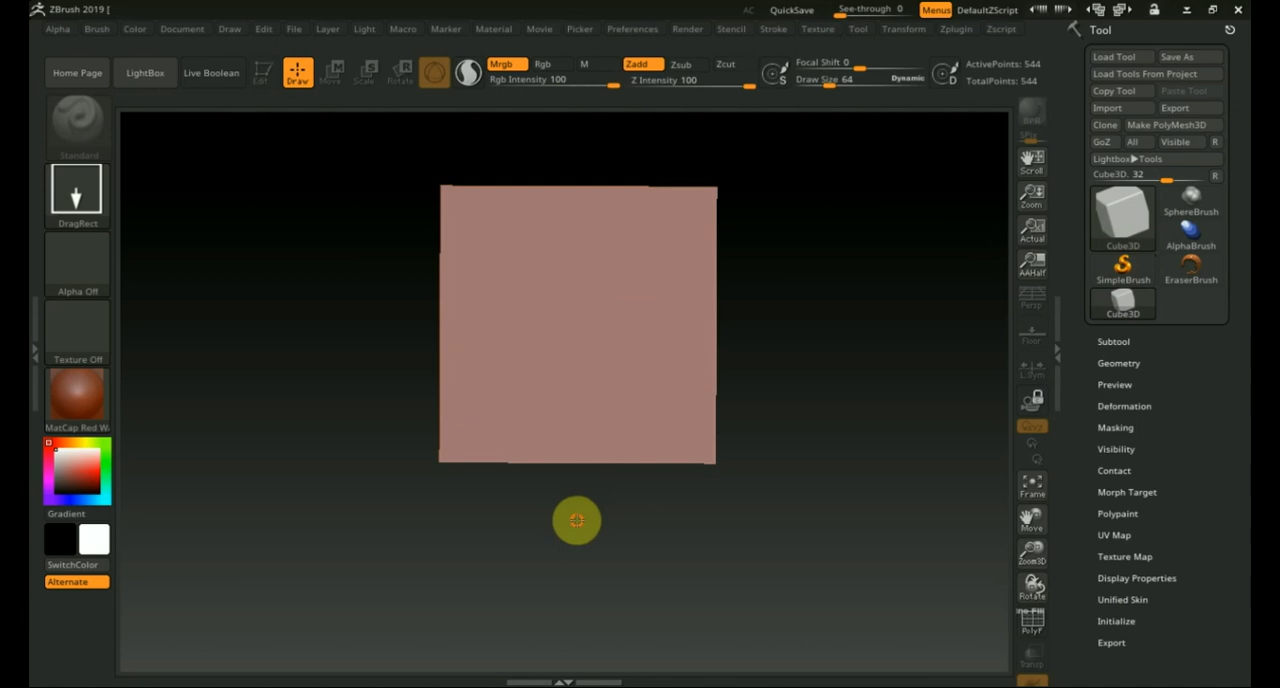 ZBrush 2019 [
AC QuickSave See-through 0 Menus DefaultZScript
Alpha Brush Color Document Draw Edit File Layer Light Macro Marker Material Movie Picker Preferences Render Stencil Stroke Texture Tool Transform Zplugin Zscript
Tool
Home Page LightBox Live Boolean Edit Draw Move Scale Rotate
Mrgb Rgb M Zadd Zsub Zcut
Rgb Intensity 100 Z Intensity 100
S Focal Shift 0
Draw Size 64 Dynamic D
ActivePoints: 544
TotalPoints: 544
Load Tool Save As
Load Tools From Project
Copy Tool Paste Tool
Import Export
Clone Make PolyMesh3D
GoZ All Visible R
Lightbox▶Tools
Cube3D. 32 R
Cube3D
SphereBrush
AlphaBrush
SimpleBrush EraserBrush
Cube3D
Subtool
Geometry
Preview
Deformation
Masking
Visibility
Contact
Morph Target
Polypaint
UV Map
Texture Map
Display Properties
Unified Skin
Initialize
Export
Standard
DragRect
Alpha Off
Texture Off
MatCap Red W
Gradient
SwitchColor
Alternate
SPix
Scroll
Zoom
Actual
AAHalf
Persp
Floor
L.Sym
Frame
Move
Zoom3D
Rotate
PolyF
Transp